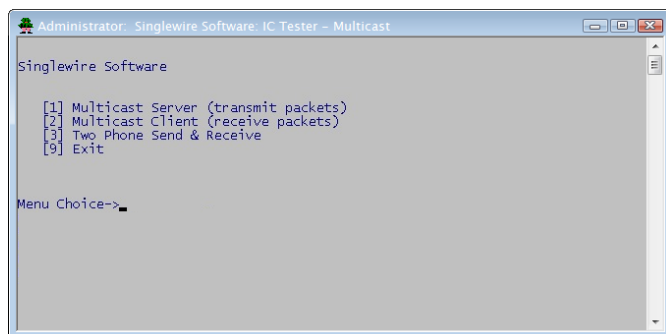 Administrator: Singlewire Software: IC Tester – Multicast
Singlewire Software
[1] Multicast Server (transmit packets)
[2] Multicast Client (receive packets)
[3] Two Phone Send & Receive
[9] Exit
Menu Choice->